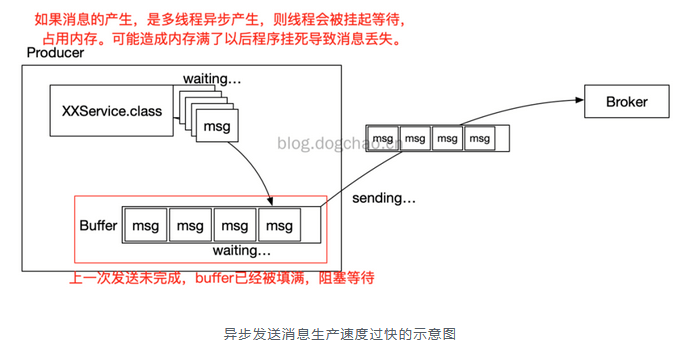 如果消息的产生，是多线程异步产生，则线程会被挂起等待，
占用内存。可能造成内存满了以后程序挂死导致消息丢失。
Producer
waiting...
XXService.class
msg
Broker
msg msg msg msg
blog.dogchao.cn
sending...
Buffer
msg msg msg msg
waiting...
上一次发送未完成，buffer已经被填满，阻塞等待
异步发送消息生产速度过快的示意图